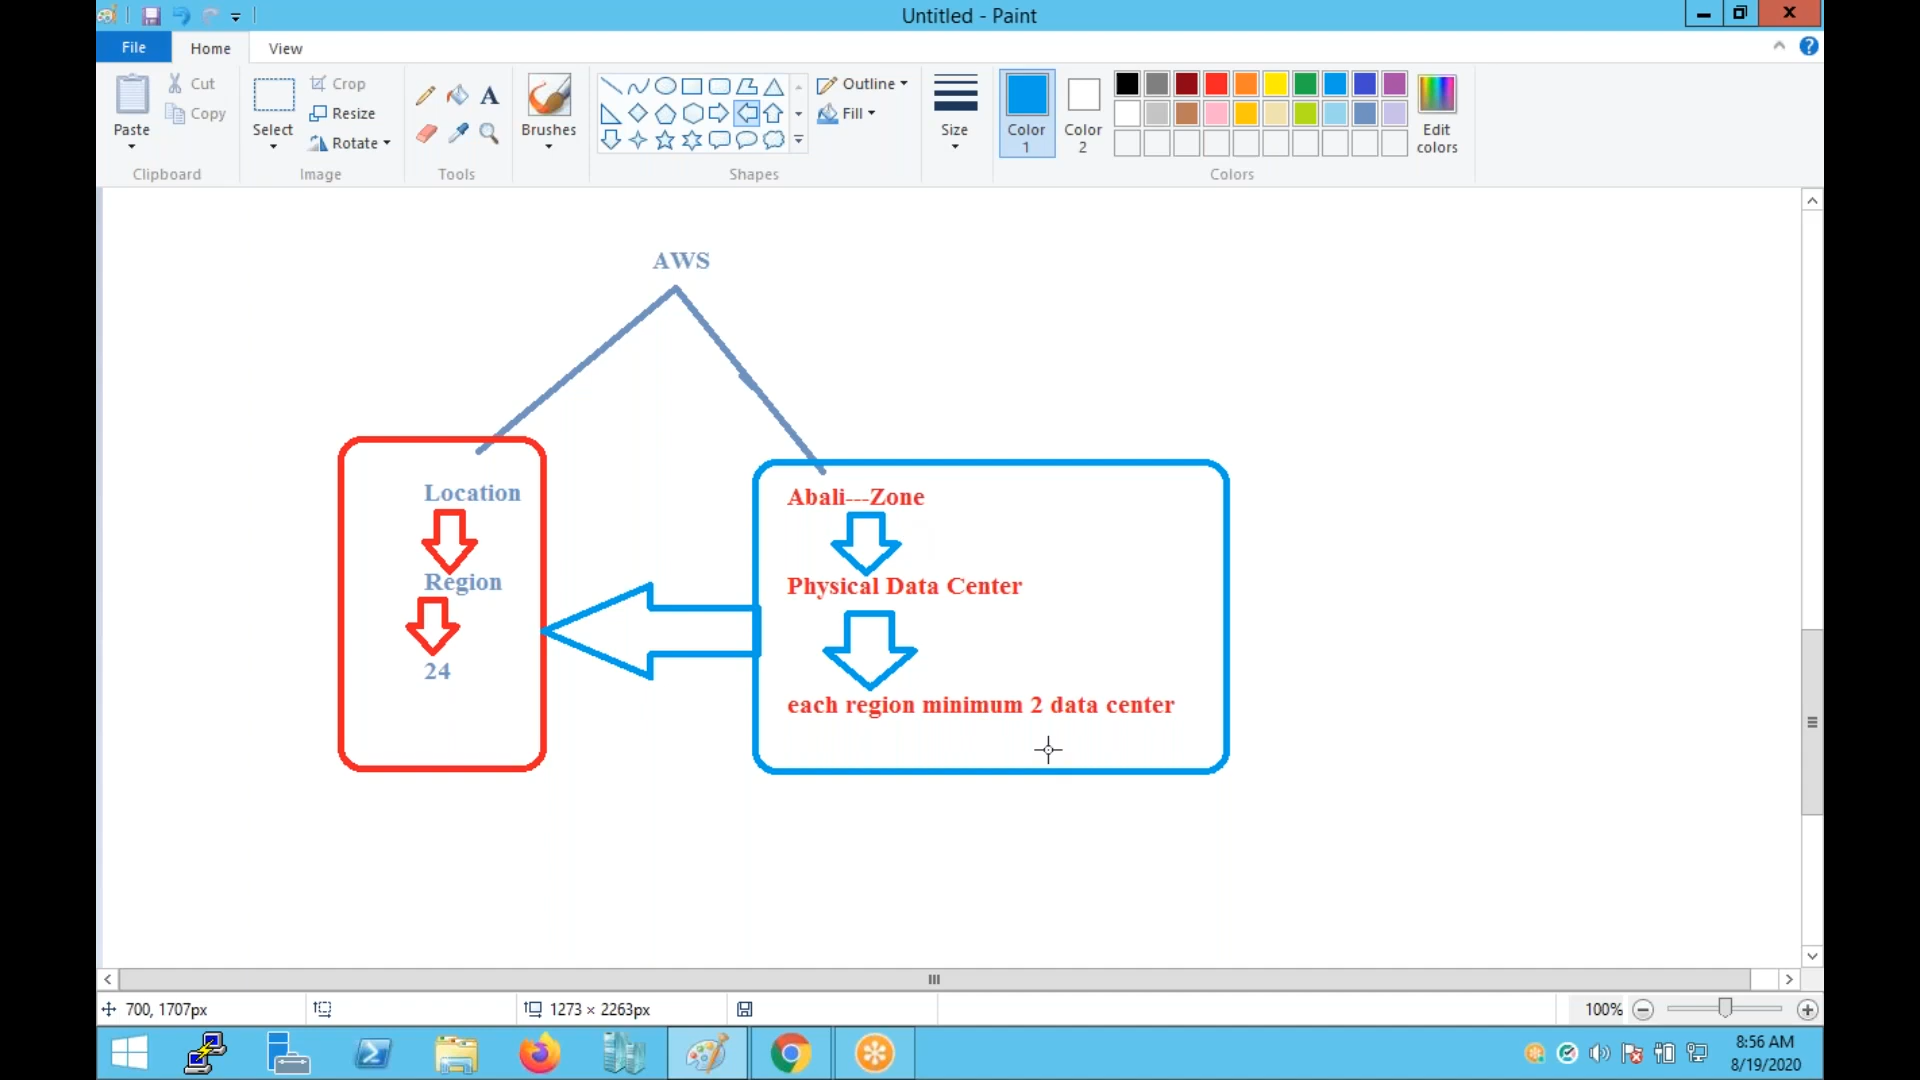 Untitled - Paint
File
Home
View
Paste
Cut
Copy
Clipboard
Select
Crop
Resize
Rotate
Image
Tools
A
Brushes
Shapes
Outline
Fill
Size
Color
1
Color
2
Edit
colors
Colors
AWS
Location
Region
24
Abali---Zone
Physical Data Center
each region minimum 2 data center
700, 1707px
1273 × 2263px
100%
8:56 AM
8/19/2020